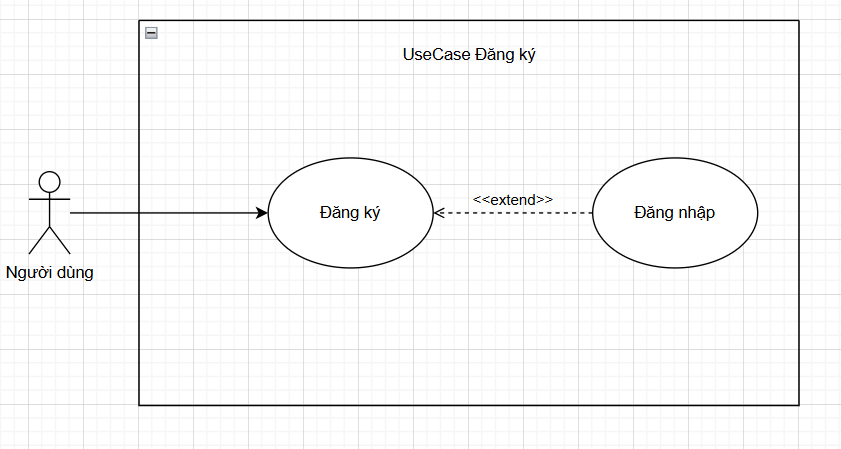 UseCase Đăng ký
Đăng ký
<<extend>>
Đăng nhập
Người dùng